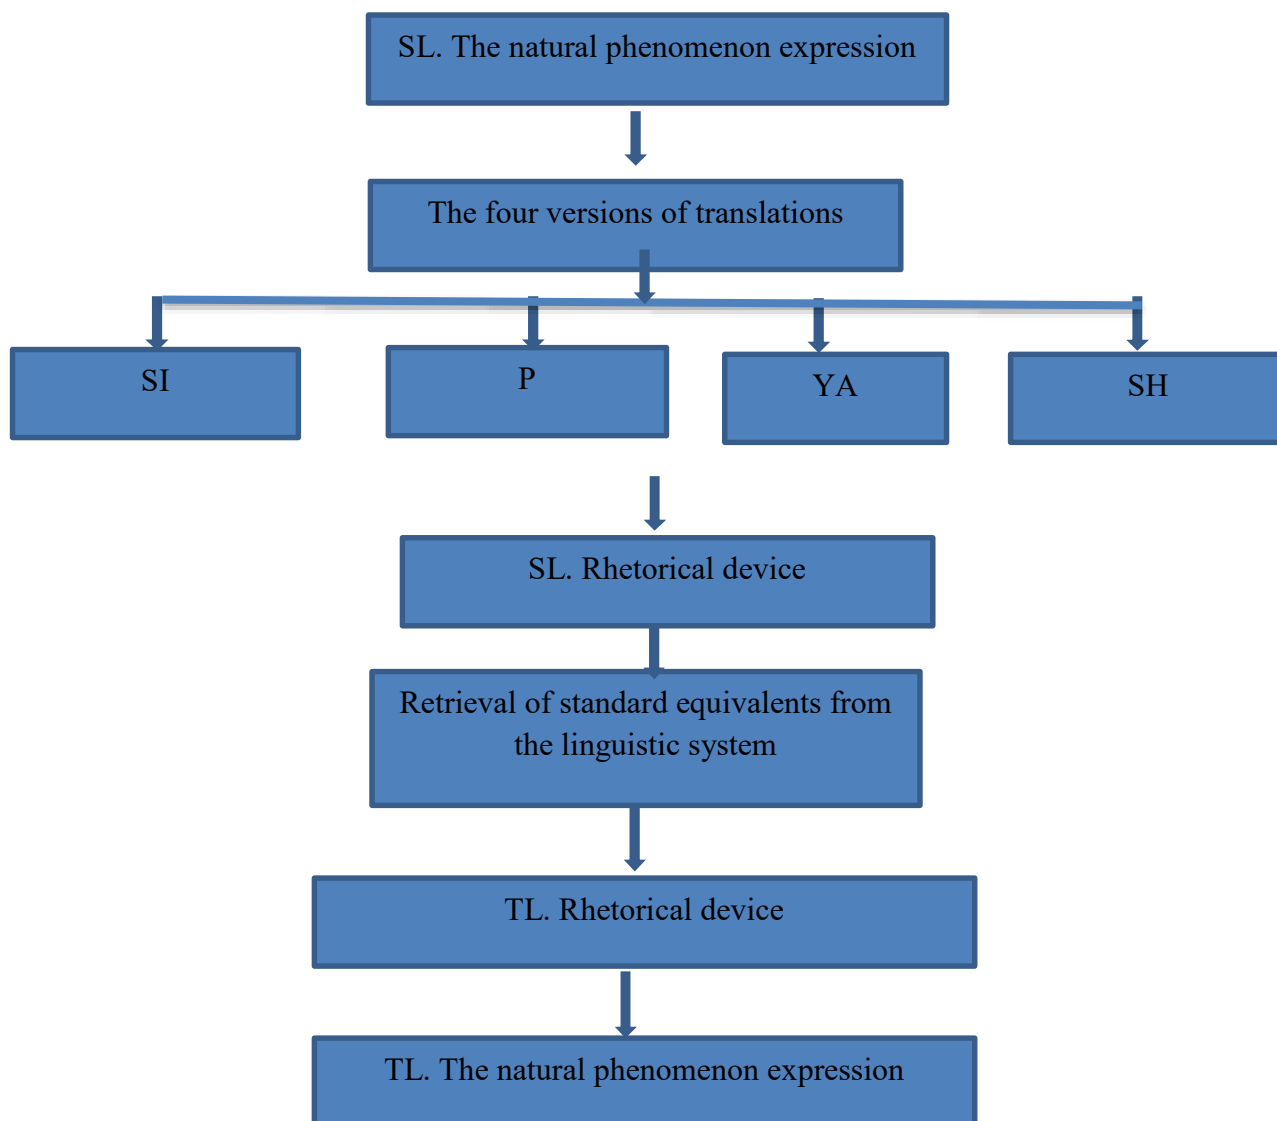 SL. The natural phenomenon expression
The four versions of translations
SI
P
YA
SH
SL. Rhetorical device
Retrieval of standard equivalents from
the linguistic system
TL. Rhetorical device
TL. The natural phenomenon expression